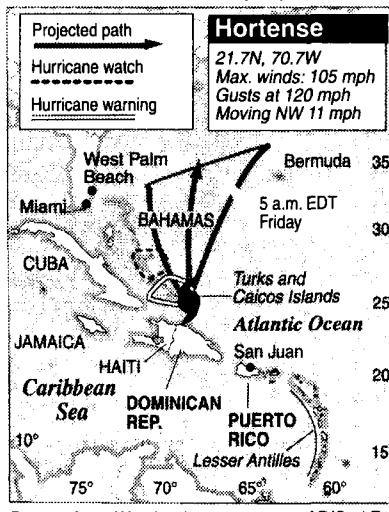 Projected path
Hurricane watch
Hurricane warning
Hortense
21.7N, 70.7W
Max. winds: 105 mph
Gusts at 120 mph
Moving NW 11 mph
West Palm
Beach
Miami
Bermuda
35
BAHAMAS
5 a.m. EDT
Friday
30
CUBA
Turks and
Caicos Islands
25
Atlantic Ocean
JAMAICA
HAITI
San Juan
20
Caribbean
Sea
DOMINICAN
REP.
PUERTO
RICO
Lesser Antilles
10°
15
75°
70°
65°
60°